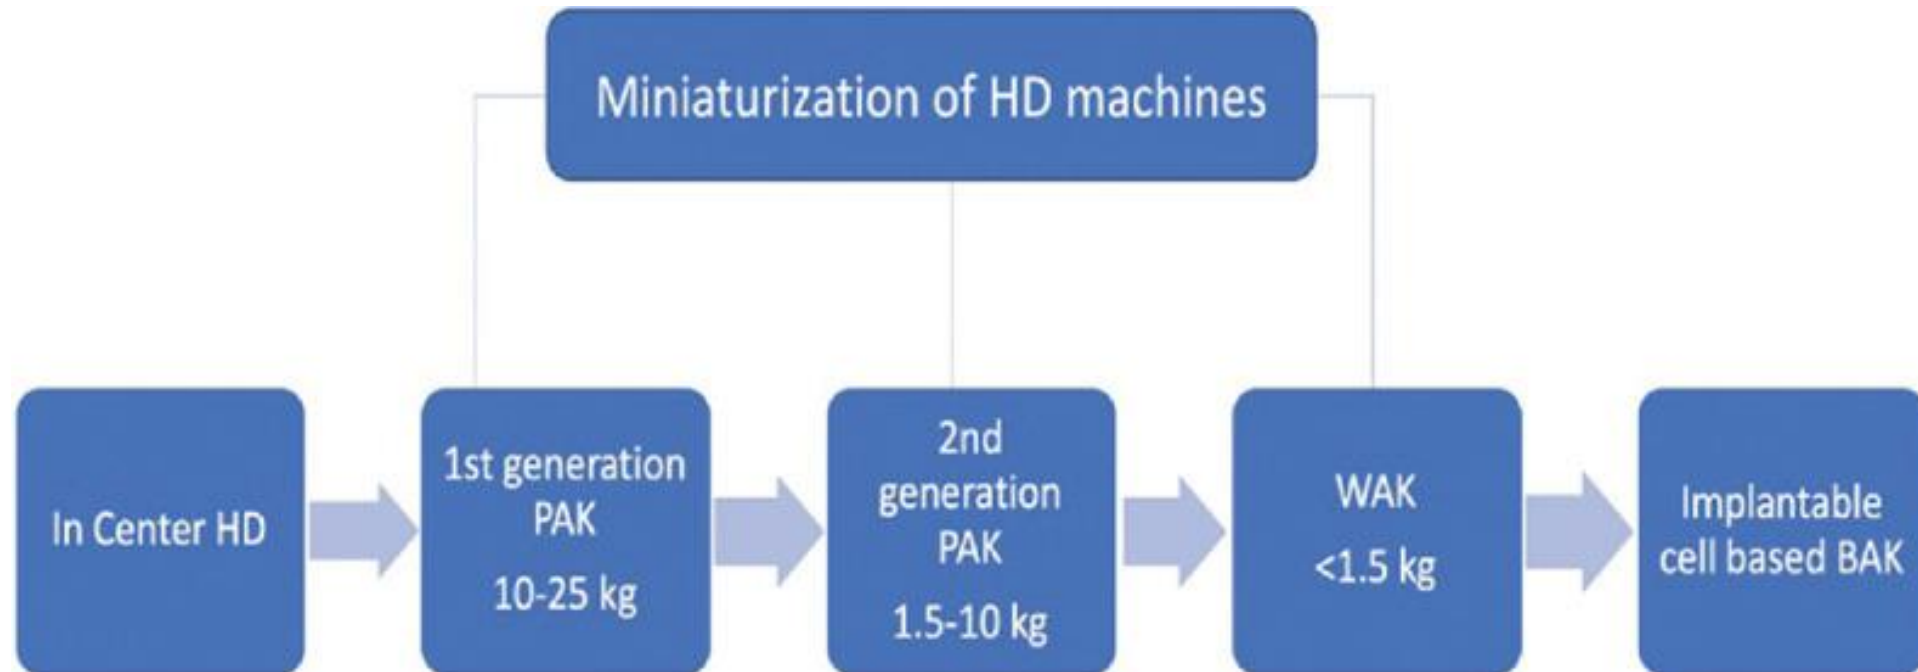 Miniaturization of HD machines
In Center HD
1st generation
PAK
10-25 kg
2nd
generation
PAK
1.5-10 kg
WAK
<1.5 kg
Implantable
cell based BAK